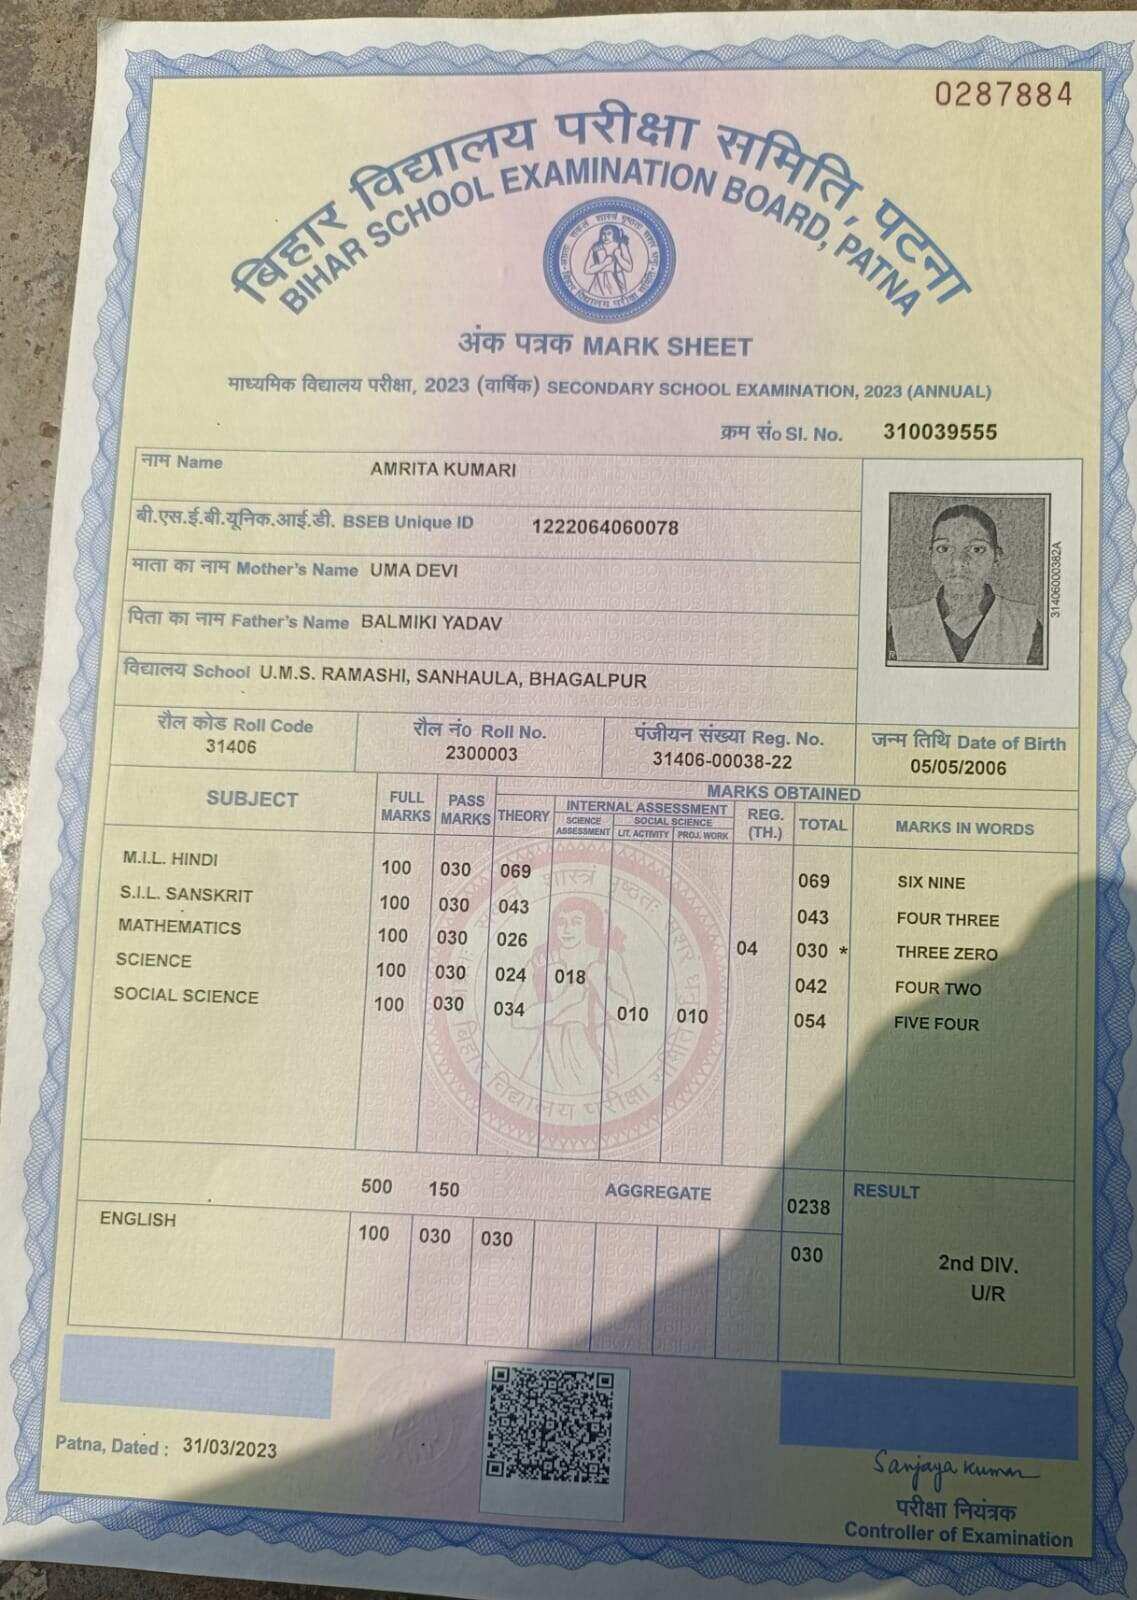 0287884
बिहार विद्यालय परीक्षा समिति, पटना
BIHAR SCHOOL EXAMINATION BOARD, PATNA
अंक पत्रक MARK SHEET
माध्यमिक विद्यालय परीक्षा, 2023 (वार्षिक) SECONDARY SCHOOL EXAMINATION, 2023 (ANNUAL)
क्रम सं० Sl. No. 310039555
नाम Name AMRITA KUMARI
बी.एस.ई.बी.यूनिक.आई.डी. BSEB Unique ID 1222064060078
माता का नाम Mother's Name UMA DEVI
पिता का नाम Father's Name BALMIKI YADAV
विद्यालय School U.M.S. RAMASHI, SANHAULA, BHAGALPUR
314060000382A
रौल कोड Roll Code रौल नं० Roll No. पंजीयन संख्या Reg. No. जन्म तिथि Date of Birth
31406 2300003 31406-00038-22 05/05/2006
SUBJECT FULL MARKS PASS MARKS MARKS OBTAINED
THEORY INTERNAL ASSESSMENT REG. (TH.) TOTAL MARKS IN WORDS
SCIENCE ASSESSMENT SOCIAL SCIENCE
LIT. ACTIVITY PROJ. WORK
M.I.L. HINDI 100 030 069 069 SIX NINE
S.I.L. SANSKRIT 100 030 043 043 FOUR THREE
MATHEMATICS 100 030 026 04 030 * THREE ZERO
SCIENCE 100 030 024 018 042 FOUR TWO
SOCIAL SCIENCE 100 030 034 010 010 054 FIVE FOUR
500 150 AGGREGATE 0238 RESULT
ENGLISH 100 030 030 030
2nd DIV.
U/R
Patna, Dated : 31/03/2023
Sanjaya Kumar
परीक्षा नियंत्रक
Controller of Examination